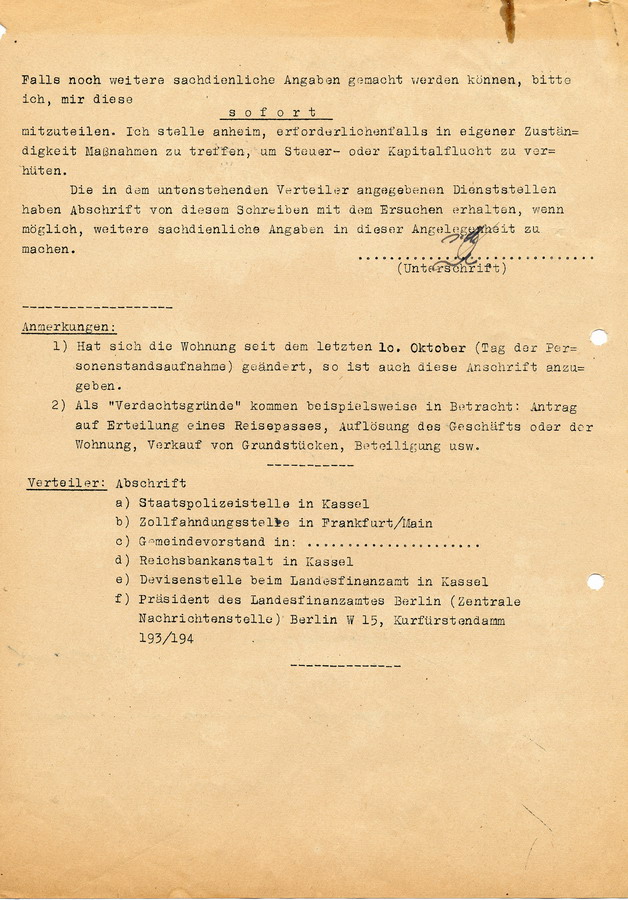 Falls noch weitere sachdienliche Angaben gemacht werden können, bitte
ich, mir diese
s o f o r t
mitzuteilen. Ich stelle anheim, erforderlichenfalls in eigener Zustän=
digkeit Maßnahmen zu treffen, um Steuer- oder Kapitalflucht zu ver=
hüten.
Die in dem untenstehenden Verteiler angegebenen Dienststellen
haben Abschrift von diesem Schreiben mit dem Ersuchen erhalten, wenn
möglich, weitere sachdienliche Angaben in dieser Angelegenheit zu
machen.
..............................
(Unterschrift)
------------------
Anmerkungen:
1) Hat sich die Wohnung seit dem letzten 10. Oktober (Tag der Per=
sonenstandsaufnahme) geändert, so ist auch diese Anschrift anzu=
geben.
2) Als "Verdachtsgründe" kommen beispielsweise in Betracht: Antrag
auf Erteilung eines Reisepasses, Auflösung des Geschäfts oder der
Wohnung, Verkauf von Grundstücken, Beteiligung usw.
-----------
Verteiler: Abschrift
a) Staatspolizeistelle in Kassel
b) Zollfahndungsstelle in Frankfurt/Main
c) Gemeindevorstand in: ......................
d) Reichsbankanstalt in Kassel
e) Devisenstelle beim Landesfinanzamt in Kassel
f) Präsident des Landesfinanzamtes Berlin (Zentrale
Nachrichtenstelle) Berlin W 15, Kurfürstendamm
193/194
--------------